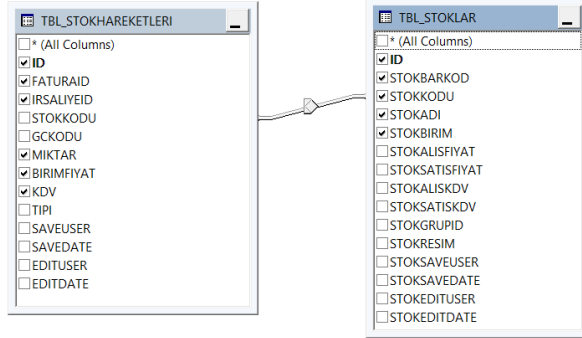 TBL_STOKHAREKETLERI
* (All Columns)
ID
FATURAID
IRSALIYEID
STOKKODU
GCKODU
MIKTAR
BIRIMFIYAT
KDV
TIPI
SAVEUSER
SAVEDATE
EDITUSER
EDITDATE
TBL_STOKLAR
* (All Columns)
ID
STOKBARKOD
STOKKODU
STOKADI
STOKBIRIM
STOKALISFIYAT
STOKSATISFIYAT
STOKALISKDV
STOKSATISKDV
STOKGRUPID
STOKRESIM
STOKSAVEUSER
STOKSAVEDATE
STOKEDITUSER
STOKEDITDATE